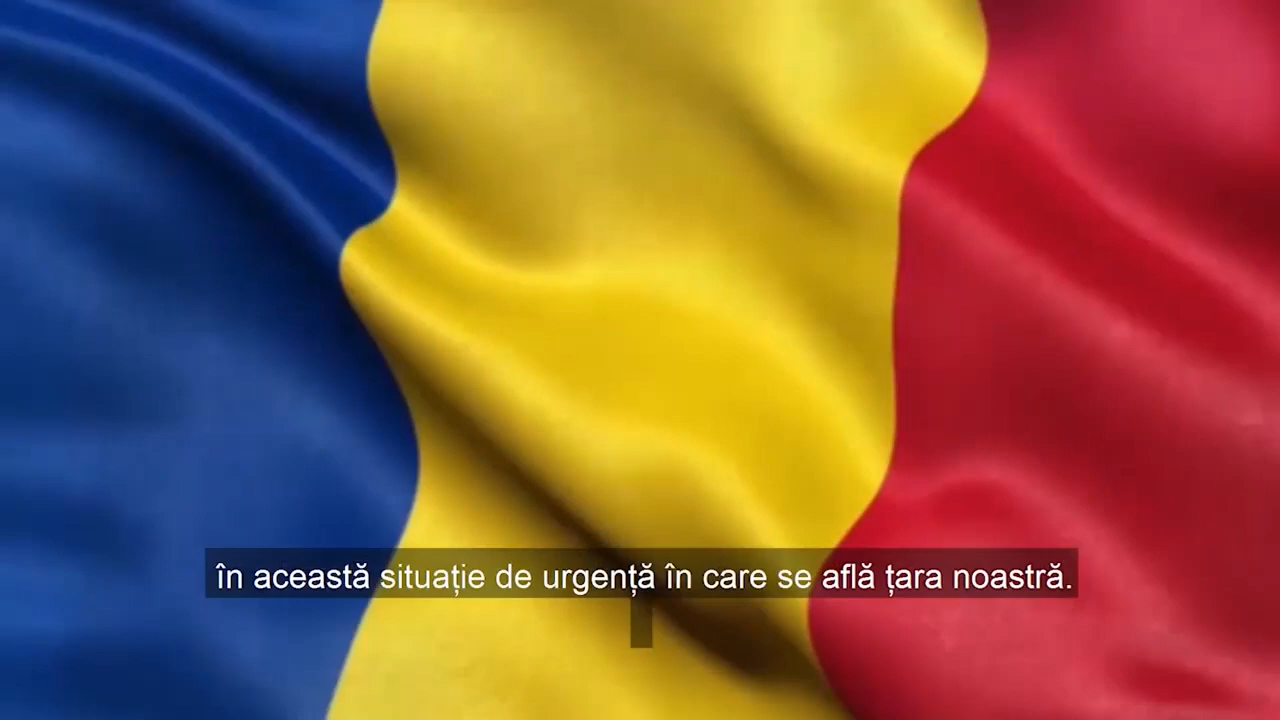 în această situație de urgență în care se află țara noastră.